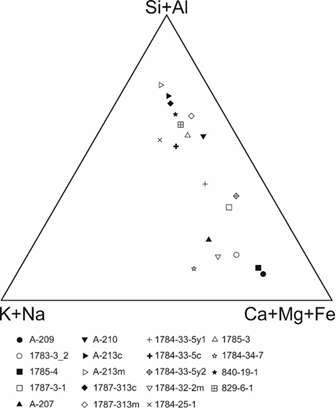 Si+Al
K+Na Ca+Mg+Fe
A-209 A-210 1784-33-5y1 1785-3
1783-3_2 A-213c 1784-33-5c 1784-34-7
1785-4 A-213m 1784-33-5y2 840-19-1
1787-3-1 1787-313c 1784-32-2m 829-6-1
A-207 1787-313m 1784-25-1